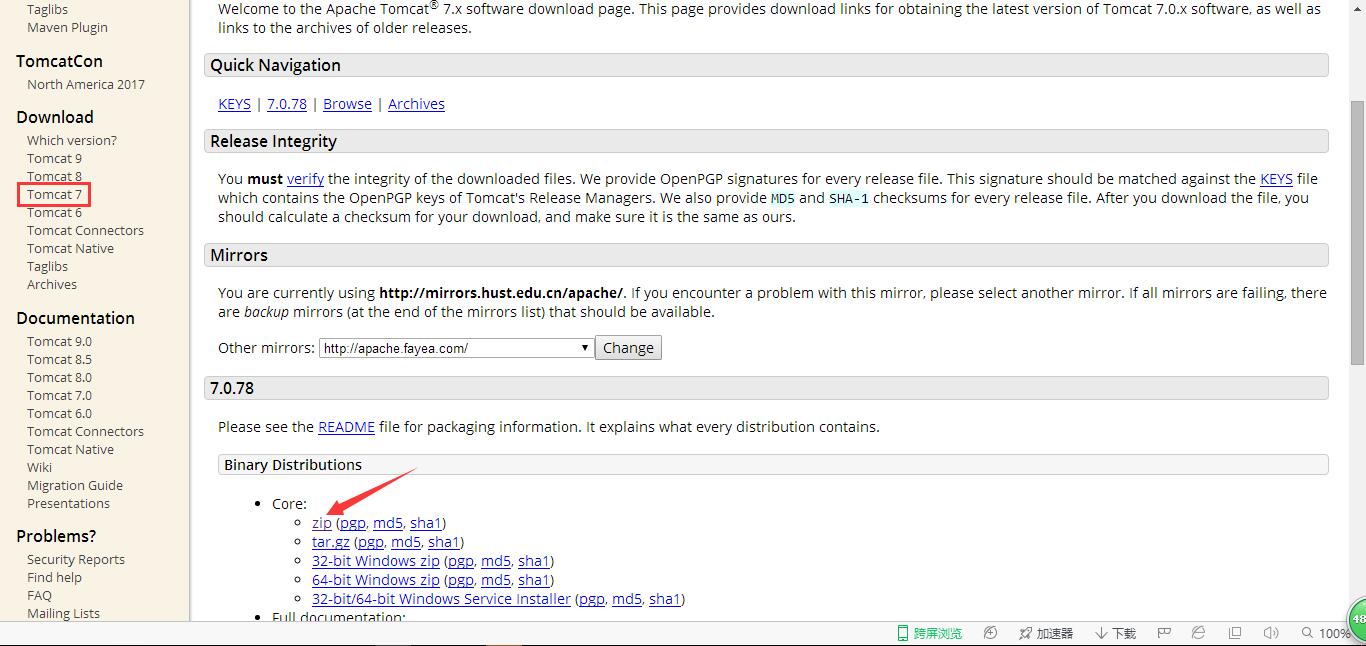 Taglibs
Maven Plugin
TomcatCon
North America 2017
Download
Which version?
Tomcat 9
Tomcat 8
Tomcat 7
Tomcat 6
Tomcat Connectors
Tomcat Native
Taglibs
Archives
Documentation
Tomcat 9.0
Tomcat 8.5
Tomcat 8.0
Tomcat 7.0
Tomcat 6.0
Tomcat Connectors
Tomcat Native
Wiki
Migration Guide
Presentations
Problems?
Security Reports
Find help
FAQ
Mailing Lists
Welcome to the Apache Tomcat® 7.x software download page. This page provides download links for obtaining the latest version of Tomcat 7.0.x software, as well as
links to the archives of older releases.
Quick Navigation
KEYS | 7.0.78 | Browse | Archives
Release Integrity
You must verify the integrity of the downloaded files. We provide OpenPGP signatures for every release file. This signature should be matched against the KEYS file
which contains the OpenPGP keys of Tomcat's Release Managers. We also provide MD5 and SHA-1 checksums for every release file. After you download the file, you
should calculate a checksum for your download, and make sure it is the same as ours.
Mirrors
You are currently using http://mirrors.hust.edu.cn/apache/. If you encounter a problem with this mirror, please select another mirror. If all mirrors are failing, there
are backup mirrors (at the end of the mirrors list) that should be available.
Other mirrors: http://apache.fayea.com/ Change
7.0.78
Please see the README file for packaging information. It explains what every distribution contains.
Binary Distributions
Core:
zip (pgp, md5, sha1)
tar.gz (pgp, md5, sha1)
32-bit Windows zip (pgp, md5, sha1)
64-bit Windows zip (pgp, md5, sha1)
32-bit/64-bit Windows Service Installer (pgp, md5, sha1)
Full documentation:
跨屏浏览 加速器 下载 100%
48